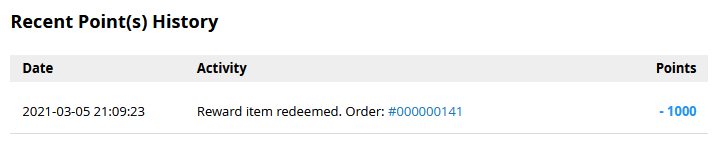 Recent Point(s) History
Date Activity Points
2021-03-05 21:09:23 Reward item redeemed. Order: #000000141 - 1000